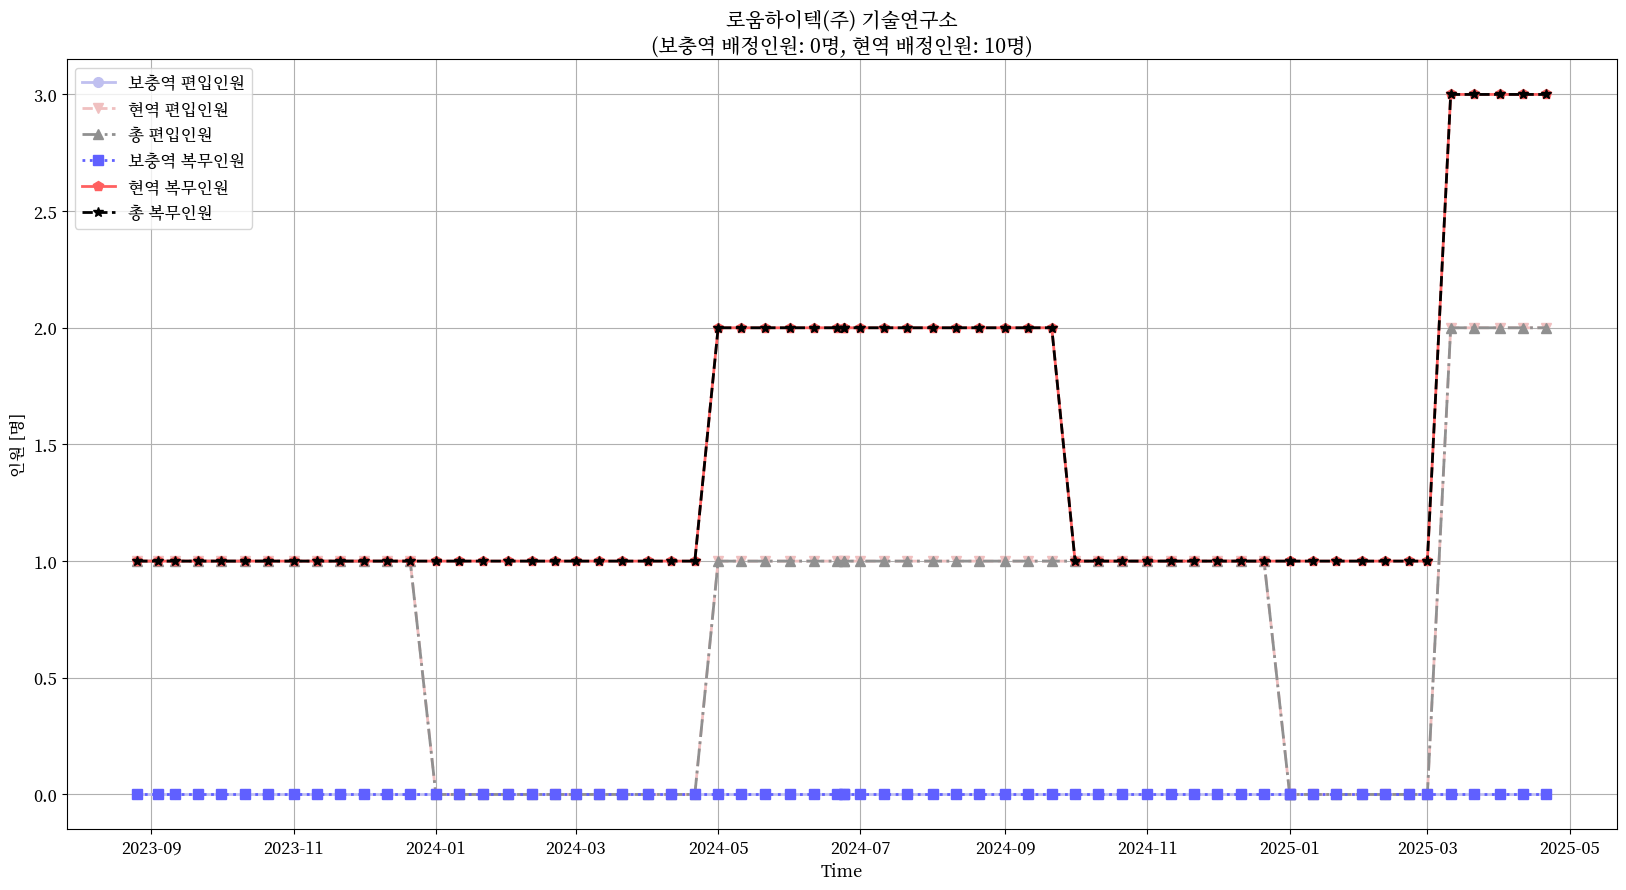 로움하이텍(주) 기술연구소
(보충역 배정인원: 0명, 현역 배정인원: 10명)
보충역 편입인원
현역 편입인원
총 편입인원
보충역 복무인원
현역 복무인원
총 복무인원
3.0
2.5
2.0
1.5
1.0
0.5
0.0
인원 [명]
2023-09
2023-11
2024-01
2024-03
2024-05
2024-07
2024-09
2024-11
2025-01
2025-03
2025-05
Time